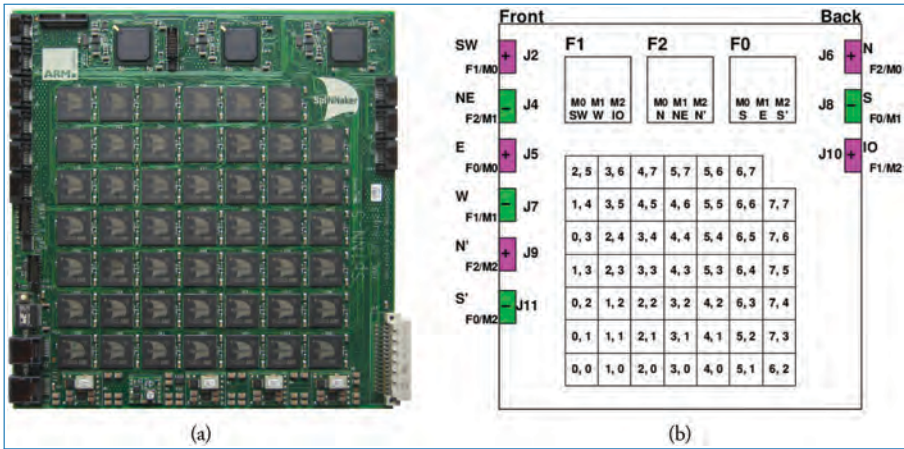 ARM
SpiNNaker
(a)
Front Back
SW
+ J2
F1/M0
NE
− J4
F2/M1
E
+ J5
F0/M0
W
− J7
F1/M1
N'
+ J9
F2/M2
S'
− J11
F0/M2
F1 F2 F0
M0 M1 M2 M0 M1 M2 M0 M1 M2
SW W IO N NE N' S E S'
J6 + N
F2/M0
J8 − S
F0/M1
J10 + IO
F1/M2
2, 5 3, 6 4, 7 5, 7 5, 6 6, 7
1, 4 3, 5 4, 5 4, 6 5, 5 6, 6 7, 7
0, 3 2, 4 3, 4 4, 4 5, 4 6, 5 7, 6
1, 3 2, 3 3, 3 4, 3 5, 3 6, 4 7, 5
0, 2 1, 2 2, 2 3, 2 4, 2 6, 3 7, 4
0, 1 1, 1 2, 1 3, 1 4, 1 5, 2 7, 3
0, 0 1, 0 2, 0 3, 0 4, 0 5, 1 6, 2
(b)